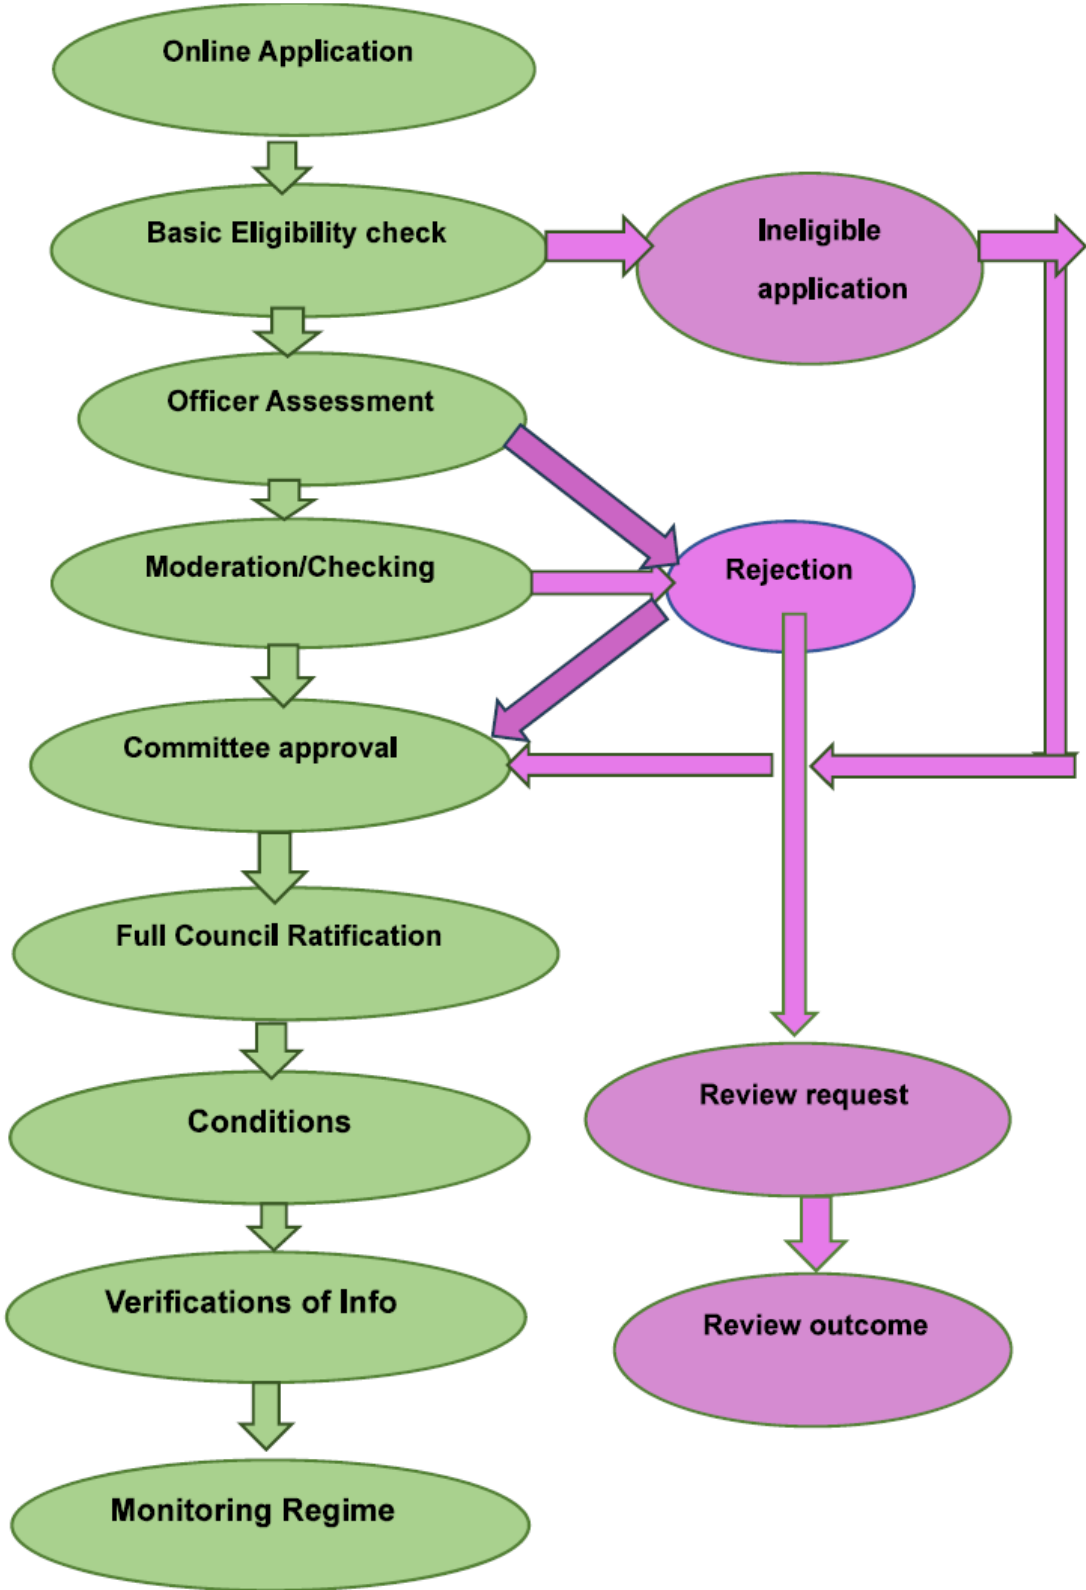 Online Application
Basic Eligibility check
Ineligible
application
Officer Assessment
Moderation/Checking
Rejection
Committee approval
Full Council Ratification
Conditions
Review request
Verifications of Info
Review outcome
Monitoring Regime